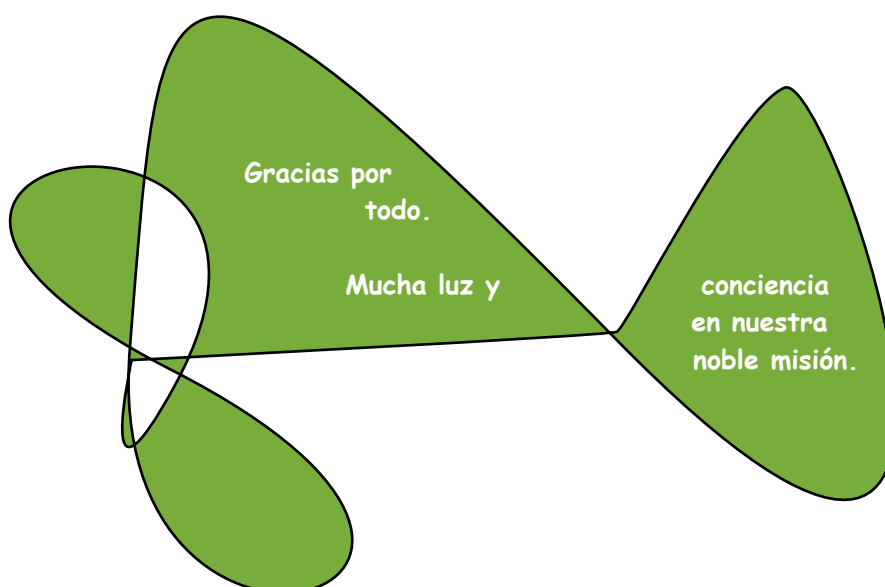 Gracias por
todo.
Mucha luz y
conciencia
en nuestra
noble misión.